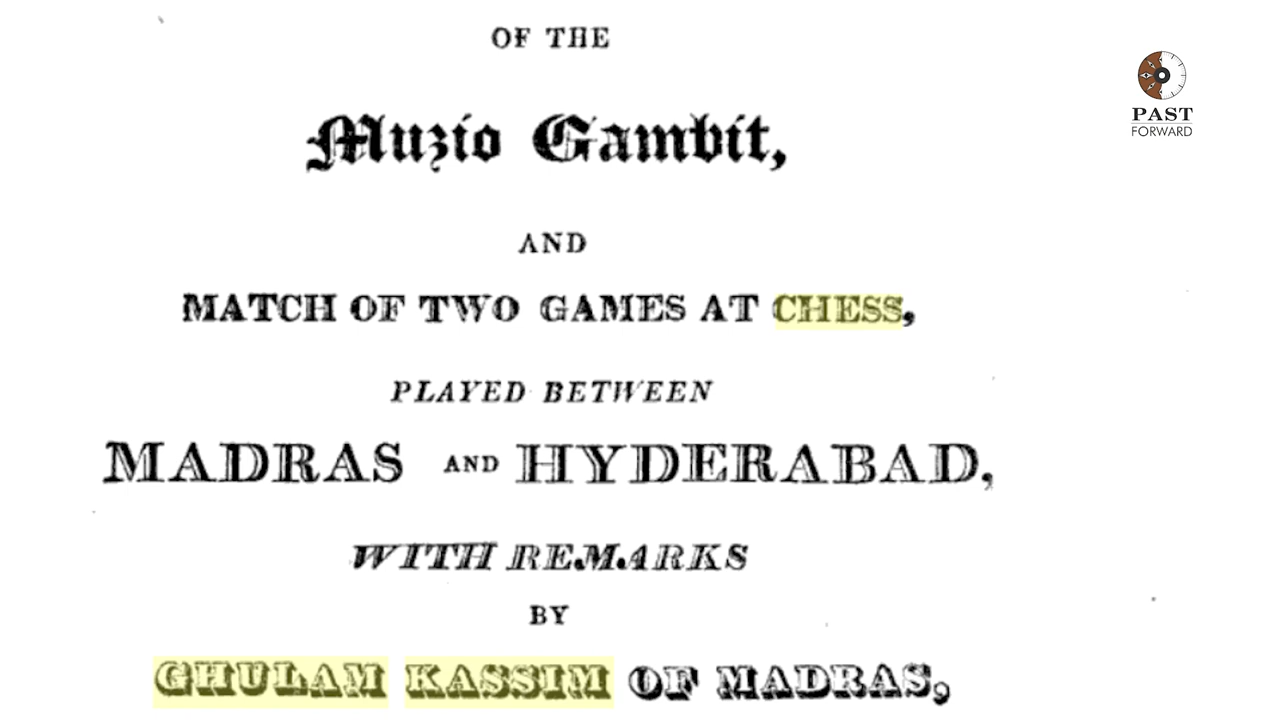 OF THE
Muzio Gambit,
AND
MATCH OF TWO GAMES AT CHESS,
PLAYED BETWEEN
MADRAS AND HYDERABAD,
WITH REMARKS
BY
GHULAM KASSIM OF MADRAS,
PAST
FORWARD